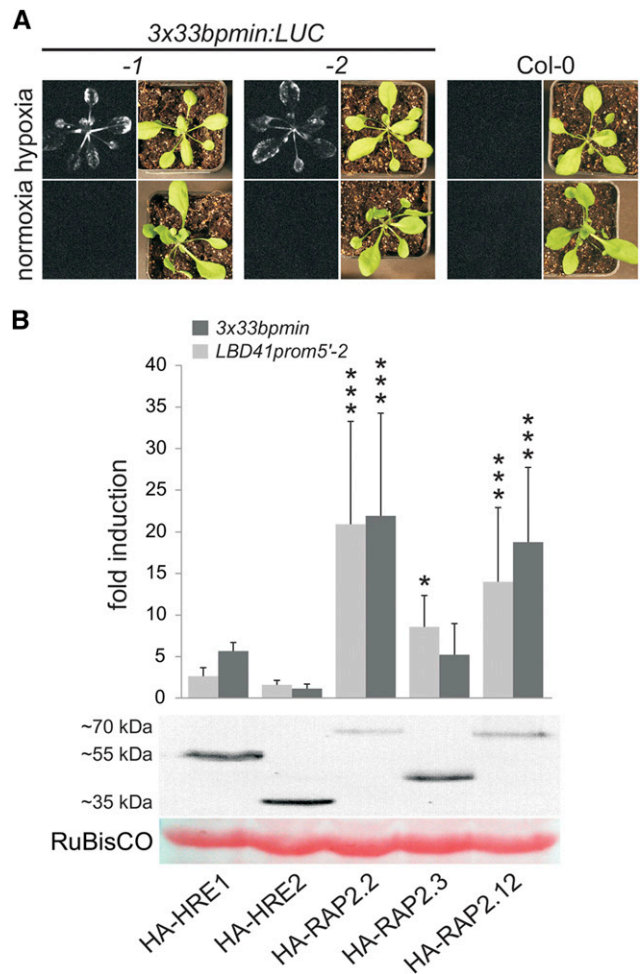 A
3x33bpmin:LUC
-1
-2
Col-0
hypoxia
normoxia
B
3x33bpmin
LBD41prom5'-2
fold induction
40
35
30
25
20
15
10
5
0
***
***
*
***
***
~70 kDa
~55 kDa
~35 kDa
RuBisCO
HA-HRE1
HA-HRE2
HA-RAP2.2
HA-RAP2.3
HA-RAP2.12